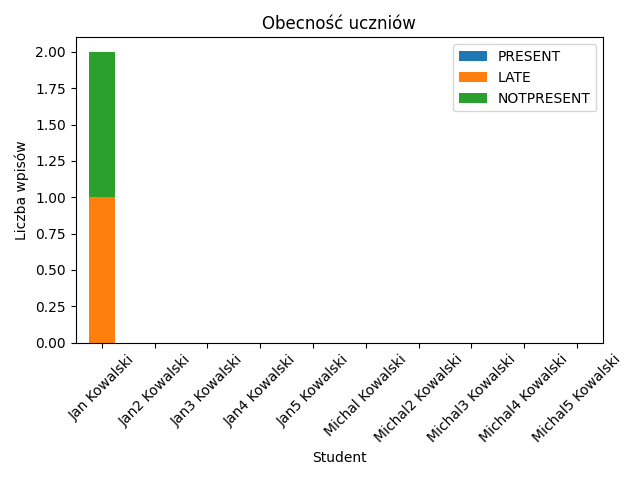 Obecność uczniów
PRESENT
LATE
NOTPRESENT
Liczba wpisów
2.00
1.75
1.50
1.25
1.00
0.75
0.50
0.25
0.00
Jan Kowalski
Jan2 Kowalski
Jan3 Kowalski
Jan4 Kowalski
Jan5 Kowalski
Michal Kowalski
Michal2 Kowalski
Michal3 Kowalski
Michal4 Kowalski
Michal5 Kowalski
Student